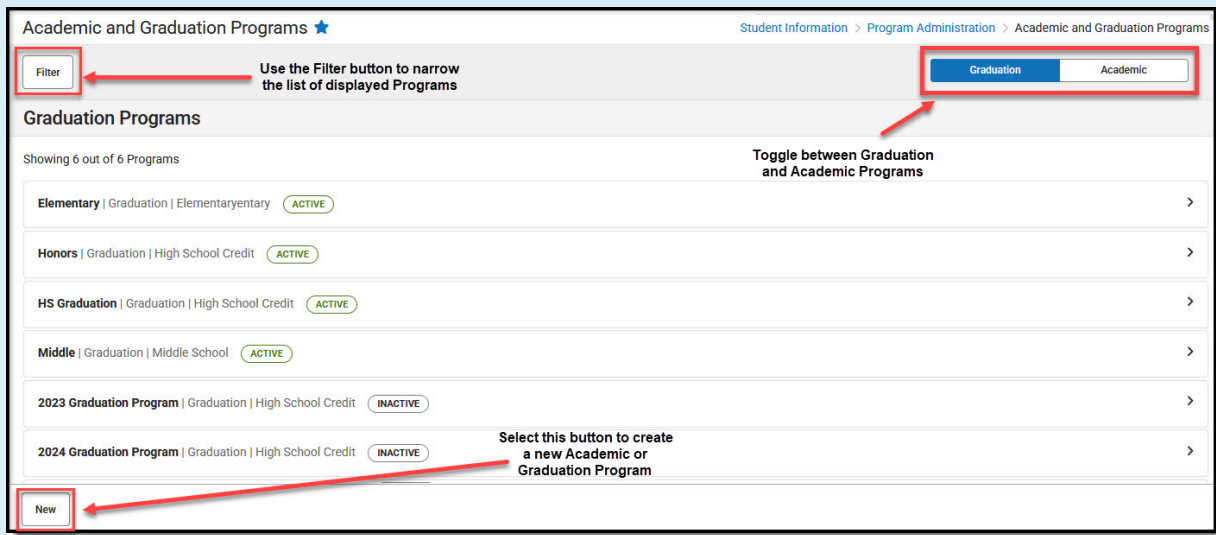 Academic and Graduation Programs
Student Information > Program Administration > Academic and Graduation Programs
Filter
Use the Filter button to narrow
the list of displayed Programs
Graduation
Academic
Graduation Programs
Toggle between Graduation
and Academic Programs
Showing 6 out of 6 Programs
Elementary | Graduation | Elementaryentary ACTIVE
Honors | Graduation | High School Credit ACTIVE
HS Graduation | Graduation | High School Credit ACTIVE
Middle | Graduation | Middle School ACTIVE
2023 Graduation Program | Graduation | High School Credit INACTIVE
2024 Graduation Program | Graduation | High School Credit INACTIVE
Select this button to create
a new Academic or
Graduation Program
New